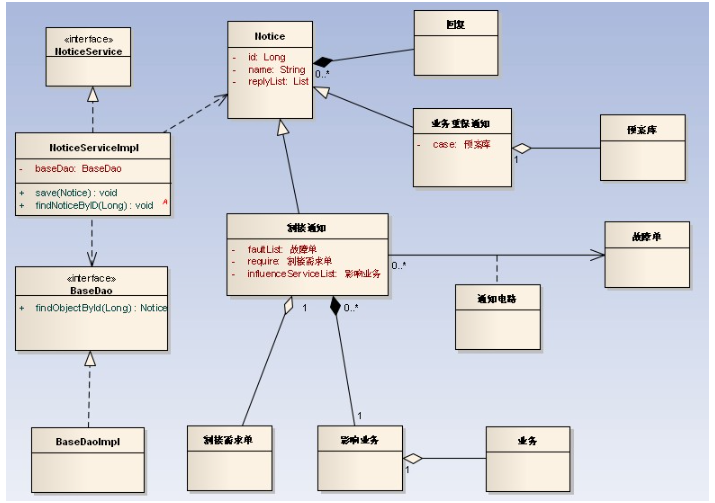 «interface»
NoticeService
Notice
- id: Long
- name: String
- replyList: List
回复
0..*
NoticeServiceImpl
- baseDao: BaseDao
+ save(Notice) : void
+ findNoticeByID(Long) : void
A
业务重保通知
- case: 预案库
1
预案库
割接通知
- faultList: 故障单
- require: 割接需求单
- influenceServiceList: 影响业务
0..*
故障单
«interface»
BaseDao
+ findObjectById(Long) : Notice
1
0..*
通知电路
BaseDaoImpl
割接需求单
1
影响业务
1
业务